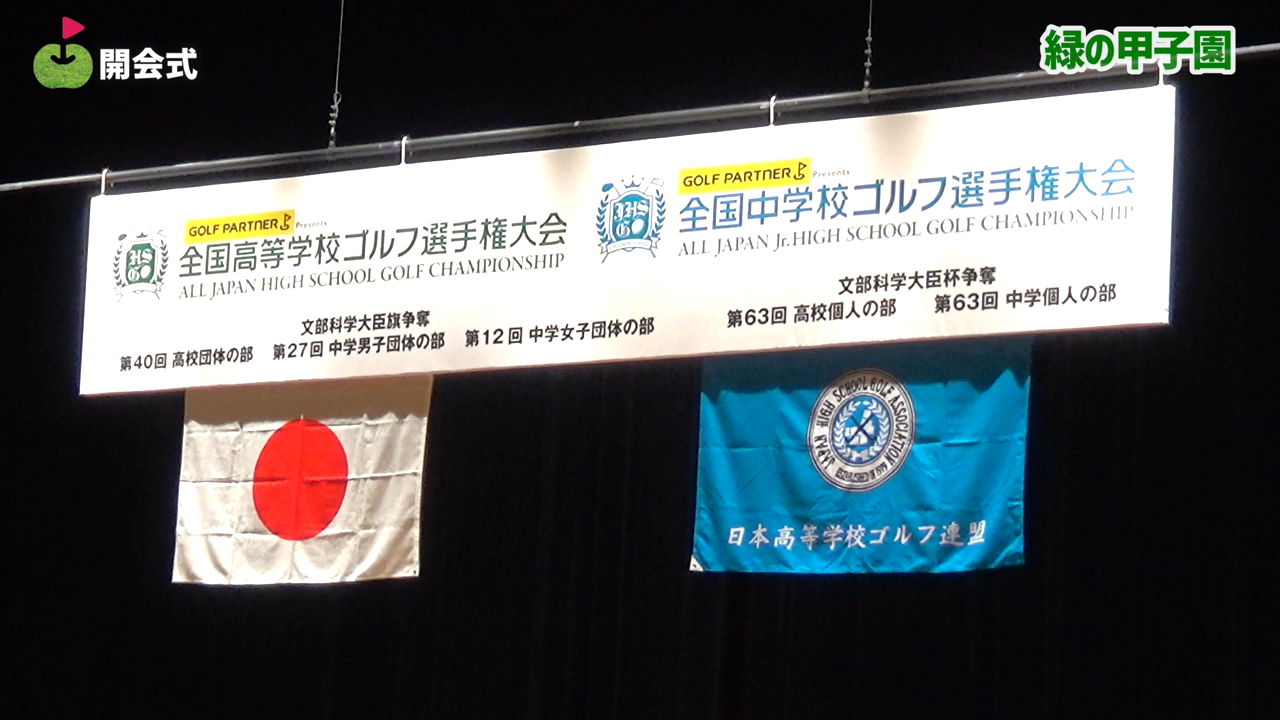 開会式
緑の甲子園
GOLF PARTNER Presents
全国高等学校ゴルフ選手権大会
ALL JAPAN HIGH SCHOOL GOLF CHAMPIONSHIP
文部科学大臣旗争奪
第40回 高校団体の部 第27回 中学男子団体の部 第12回 中学女子団体の部
GOLF PARTNER Presents
全国中学校ゴルフ選手権大会
ALL JAPAN Jr.HIGH SCHOOL GOLF CHAMPIONSHIP
文部科学大臣杯争奪
第63回 高校個人の部 第63回 中学個人の部
JAPAN HIGH SCHOOL GOLF ASSOCIATION
日本高等学校ゴルフ連盟